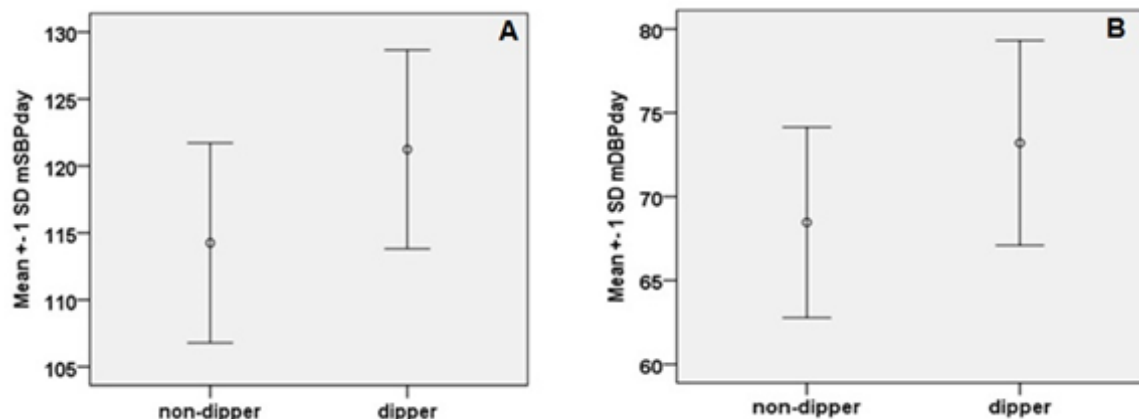 A
Mean +- 1 SD mSBPday
130
125
120
115
110
105
non-dipper
dipper
B
Mean +- 1 SD mDBPday
80
75
70
65
60
non-dipper
dipper